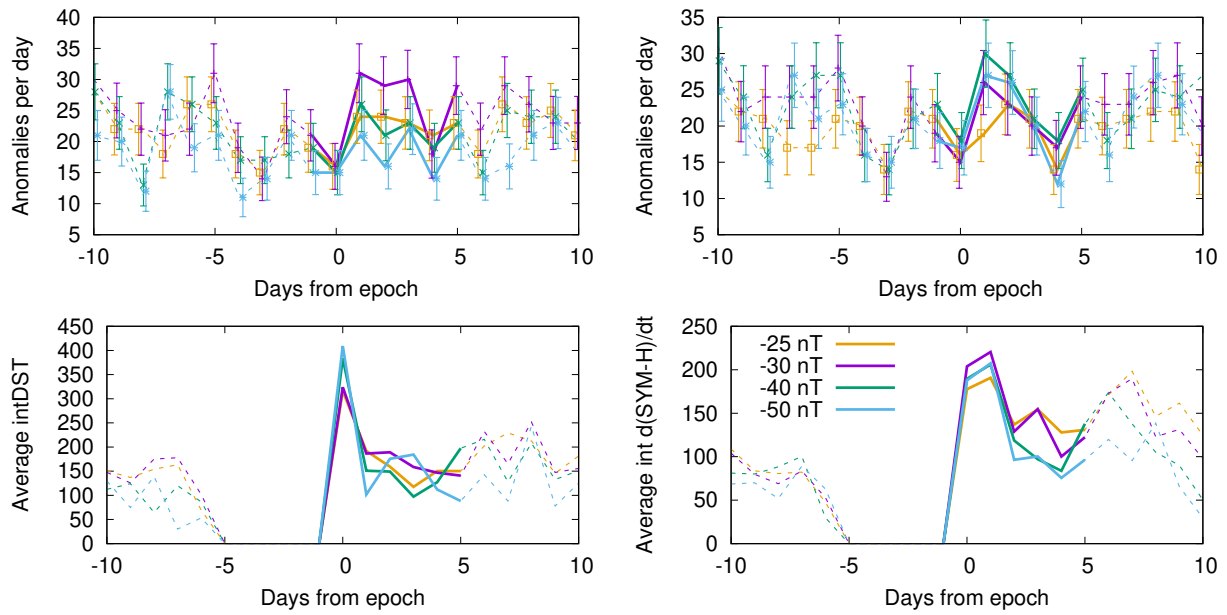 40
35
30
25
20
15
10
5
Anomalies per day
-10 -5 0 5 10
Days from epoch
35
30
25
20
15
10
5
Anomalies per day
-10 -5 0 5 10
Days from epoch
450
400
350
300
250
200
150
100
50
0
Average intDST
-10 -5 0 5 10
Days from epoch
250
200
150
100
50
0
Average int d(SYM-H)/dt
-25 nT
-30 nT
-40 nT
-50 nT
-10 -5 0 5 10
Days from epoch